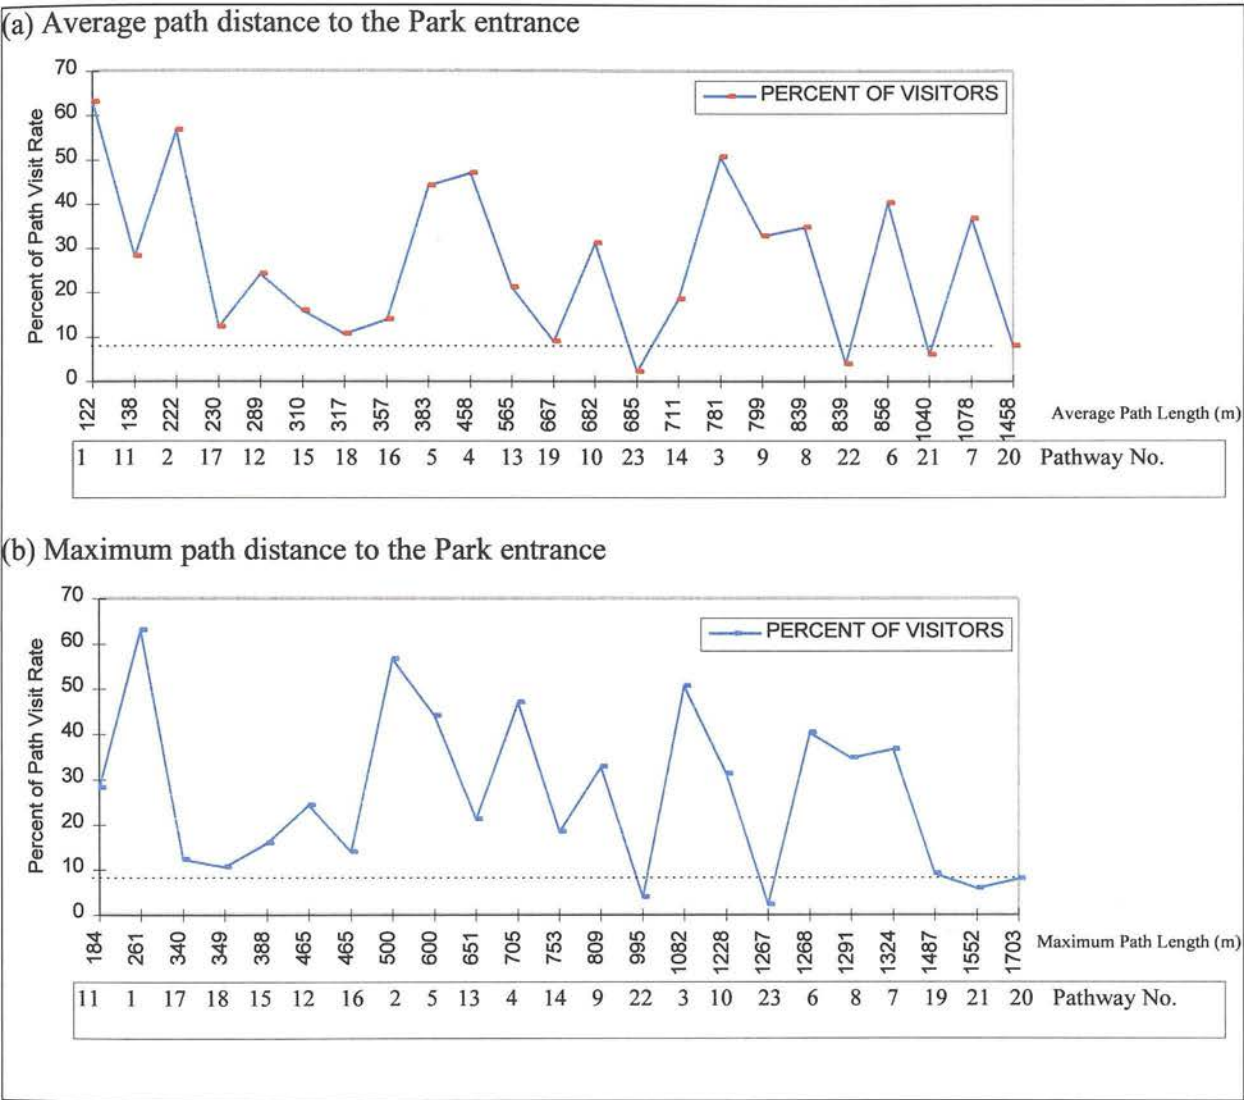 (a) Average path distance to the Park entrance
70
60
50
40
30
20
10
0
Percent of Path Visit Rate
PERCENT OF VISITORS
122 138 222 230 289 310 317 357 383 458 565 667 682 685 711 781 799 839 839 856 1040 1078 1458 Average Path Length (m)
1 11 2 17 12 15 18 16 5 4 13 19 10 23 14 3 9 8 22 6 21 7 20 Pathway No.
(b) Maximum path distance to the Park entrance
70
60
50
40
30
20
10
0
Percent of Path Visit Rate
PERCENT OF VISITORS
184 261 340 349 388 465 465 500 600 651 705 753 809 995 1082 1228 1267 1268 1291 1324 1487 1552 1703 Maximum Path Length (m)
11 1 17 18 15 12 16 2 5 13 4 14 9 22 3 10 23 6 8 7 19 21 20 Pathway No.